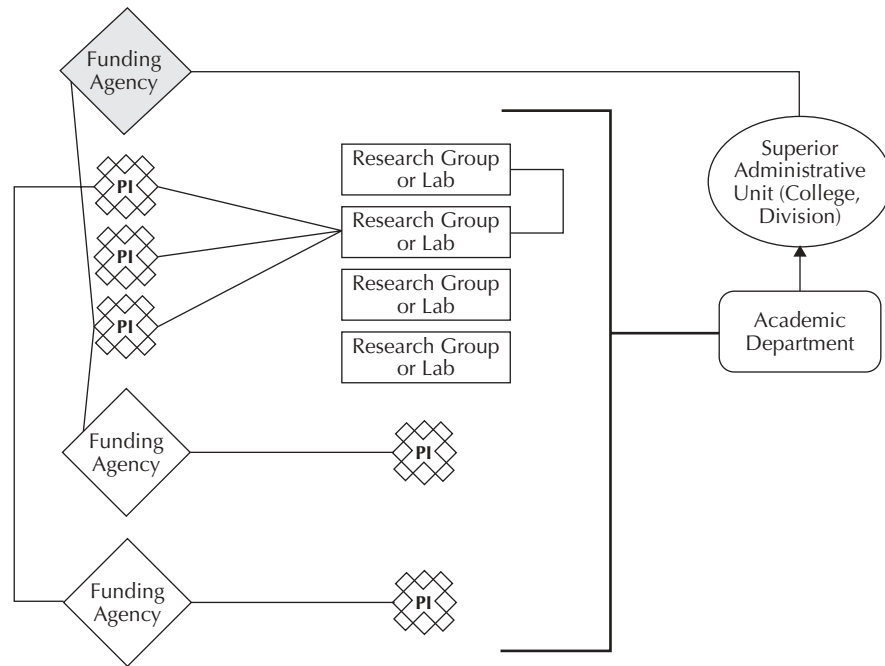 Funding
Agency
PI
PI
PI
Research Group
or Lab
Research Group
or Lab
Research Group
or Lab
Research Group
or Lab
Superior
Administrative
Unit (College,
Division)
Academic
Department
Funding
Agency
PI
Funding
Agency
PI